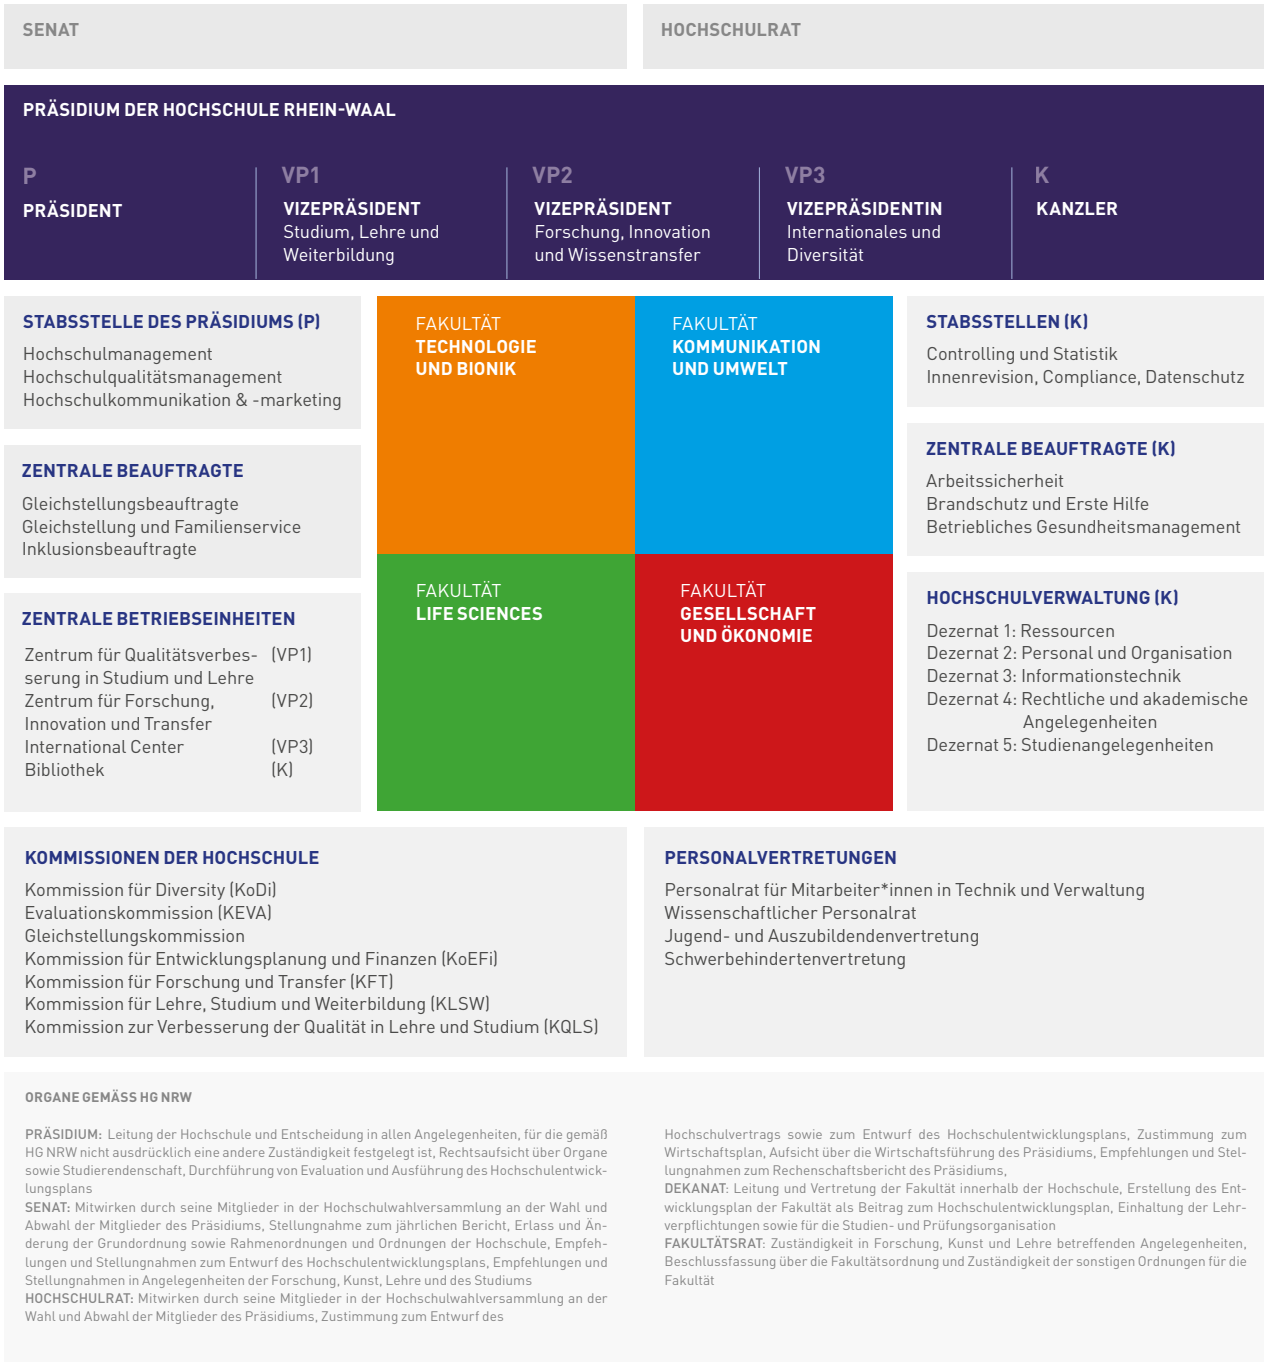 SENAT
HOCHSCHULRAT
PRÄSIDIUM DER HOCHSCHULE RHEIN-WAAL
P
PRÄSIDENT
VP1
VIZEPRÄSIDENT
Studium, Lehre und
Weiterbildung
VP2
VIZEPRÄSIDENT
Forschung, Innovation
und Wissenstransfer
VP3
VIZEPRÄSIDENTIN
Internationales und
Diversität
K
KANZLER
STABSSTELLE DES PRÄSIDIUMS (P)
Hochschulmanagement
Hochschulqualitätsmanagement
Hochschulkommunikation & -marketing
ZENTRALE BEAUFTRAGTE
Gleichstellungsbeauftragte
Gleichstellung und Familienservice
Inklusionsbeauftragte
ZENTRALE BETRIEBSEINHEITEN
Zentrum für Qualitätsverbes- (VP1)
serung in Studium und Lehre
Zentrum für Forschung, (VP2)
Innovation und Transfer
International Center (VP3)
Bibliothek (K)
FAKULTÄT
TECHNOLOGIE
UND BIONIK
FAKULTÄT
KOMMUNIKATION
UND UMWELT
FAKULTÄT
LIFE SCIENCES
FAKULTÄT
GESELLSCHAFT
UND ÖKONOMIE
STABSSTELLEN (K)
Controlling und Statistik
Innenrevision, Compliance, Datenschutz
ZENTRALE BEAUFTRAGTE (K)
Arbeitssicherheit
Brandschutz und Erste Hilfe
Betriebliches Gesundheitsmanagement
HOCHSCHULVERWALTUNG (K)
Dezernat 1: Ressourcen
Dezernat 2: Personal und Organisation
Dezernat 3: Informationstechnik
Dezernat 4: Rechtliche und akademische
Angelegenheiten
Dezernat 5: Studienangelegenheiten
KOMMISSIONEN DER HOCHSCHULE
Kommission für Diversity (KoDi)
Evaluationskommission (KEVA)
Gleichstellungskommission
Kommission für Entwicklungsplanung und Finanzen (KoEFi)
Kommission für Forschung und Transfer (KFT)
Kommission für Lehre, Studium und Weiterbildung (KLSW)
Kommission zur Verbesserung der Qualität in Lehre und Studium (KQLS)
PERSONALVERTRETUNGEN
Personalrat für Mitarbeiter*innen in Technik und Verwaltung
Wissenschaftlicher Personalrat
Jugend- und Auszubildendenvertretung
Schwerbehindertenvertretung
ORGANE GEMÄSS HG NRW
PRÄSIDIUM: Leitung der Hochschule und Entscheidung in allen Angelegenheiten, für die gemäß
HG NRW nicht ausdrücklich eine andere Zuständigkeit festgelegt ist, Rechtsaufsicht über Organe
sowie Studierendenschaft, Durchführung von Evaluation und Ausführung des Hochschulentwick-
lungsplans
SENAT: Mitwirken durch seine Mitglieder in der Hochschulwahlversammlung an der Wahl und
Abwahl der Mitglieder des Präsidiums, Stellungnahme zum jährlichen Bericht, Erlass und Än-
derung der Grundordnung sowie Rahmenordnungen und Ordnungen der Hochschule, Empfeh-
lungen und Stellungnahmen zum Entwurf des Hochschulentwicklungsplans, Empfehlungen und
Stellungnahmen in Angelegenheiten der Forschung, Kunst, Lehre und des Studiums
HOCHSCHULRAT: Mitwirken durch seine Mitglieder in der Hochschulwahlversammlung an der
Wahl und Abwahl der Mitglieder des Präsidiums, Zustimmung zum Entwurf des
Hochschulvertrags sowie zum Entwurf des Hochschulentwicklungsplans, Zustimmung zum
Wirtschaftsplan, Aufsicht über die Wirtschaftsführung des Präsidiums, Empfehlungen und Stel-
lungnahmen zum Rechenschaftsbericht des Präsidiums,
DEKANAT: Leitung und Vertretung der Fakultät innerhalb der Hochschule, Erstellung des Ent-
wicklungsplan der Fakultät als Beitrag zum Hochschulentwicklungsplan, Einhaltung der Lehr-
verpflichtungen sowie für die Studien- und Prüfungsorganisation
FAKULTÄTSRAT: Zuständigkeit in Forschung, Kunst und Lehre betreffenden Angelegenheiten,
Beschlussfassung über die Fakultätsordnung und Zuständigkeit der sonstigen Ordnungen für die
Fakultät